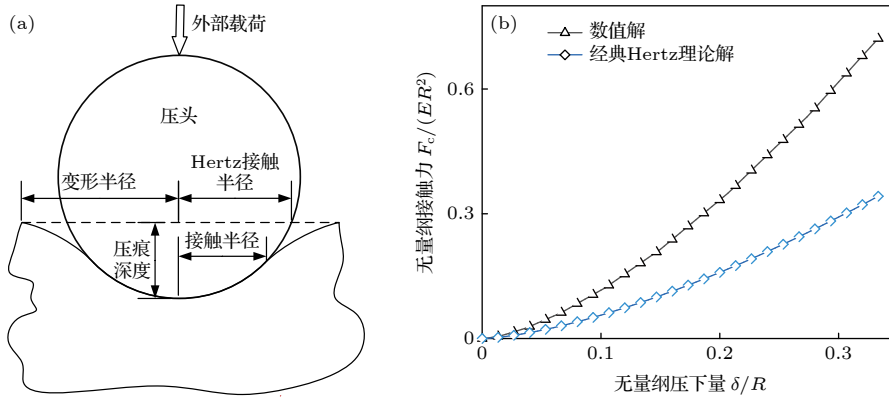 (a)
外部载荷
压头
Hertz接触
半径
变形半径
压痕
深度
接触半径
(b)
数值解
经典Hertz理论解
无量纲接触力 F_c/(ER²)
0.6
0.3
0
0
0.1
0.2
0.3
无量纲压下量 δ/R